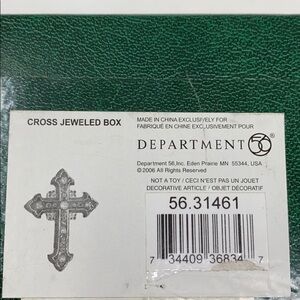 CROSS JEWELED BOX
MADE IN CHINA EXCLUSIVELY FOR
FABRIQUÉ EN CHINE EXCLUSIVEMENT POUR
DEPARTMENT 56
Department 56,Inc. Eden Prairie MN 55344, USA
©2006 All Rights Reserved
NOT A TOY / CECI N'EST PAS UN JOUET
DECORATIVE ARTICLE / OBJET DÉCORATIF
56.31461
7 34409 36834 7